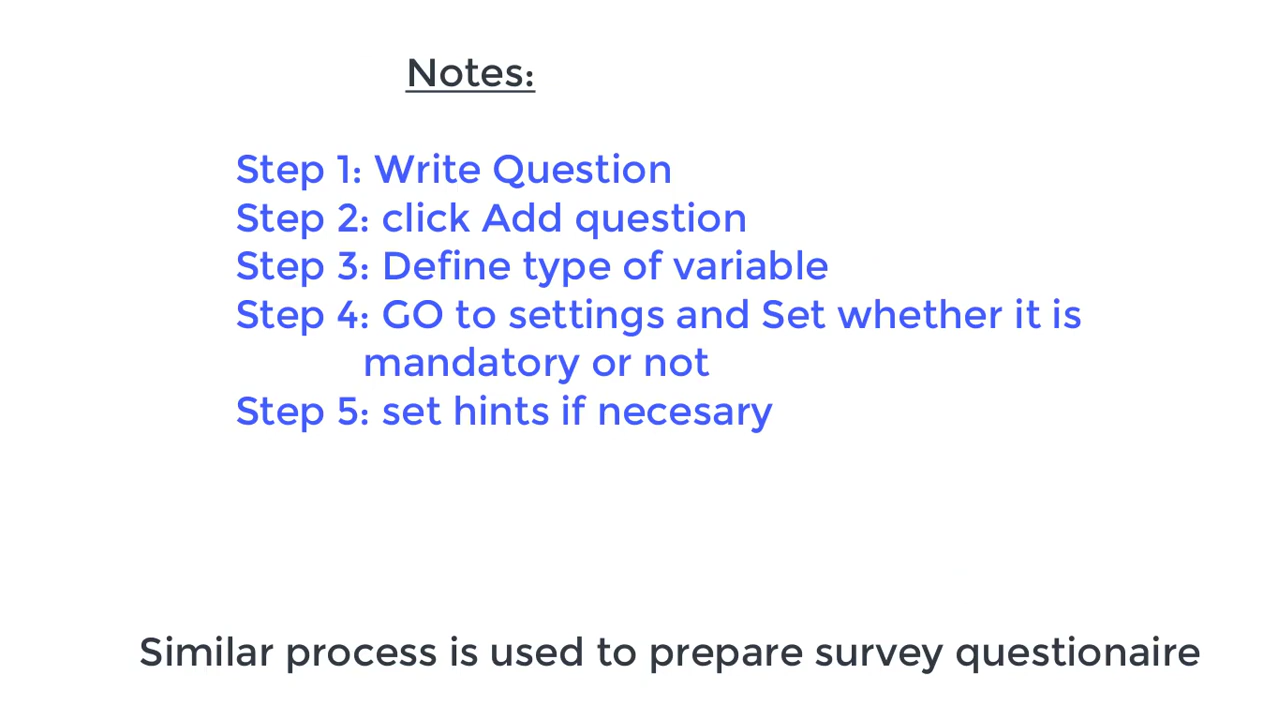 Notes:
Step 1: Write Question
Step 2: click Add question
Step 3: Define type of variable
Step 4: GO to settings and Set whether it is
mandatory or not
Step 5: set hints if necesary
Similar process is used to prepare survey questionaire